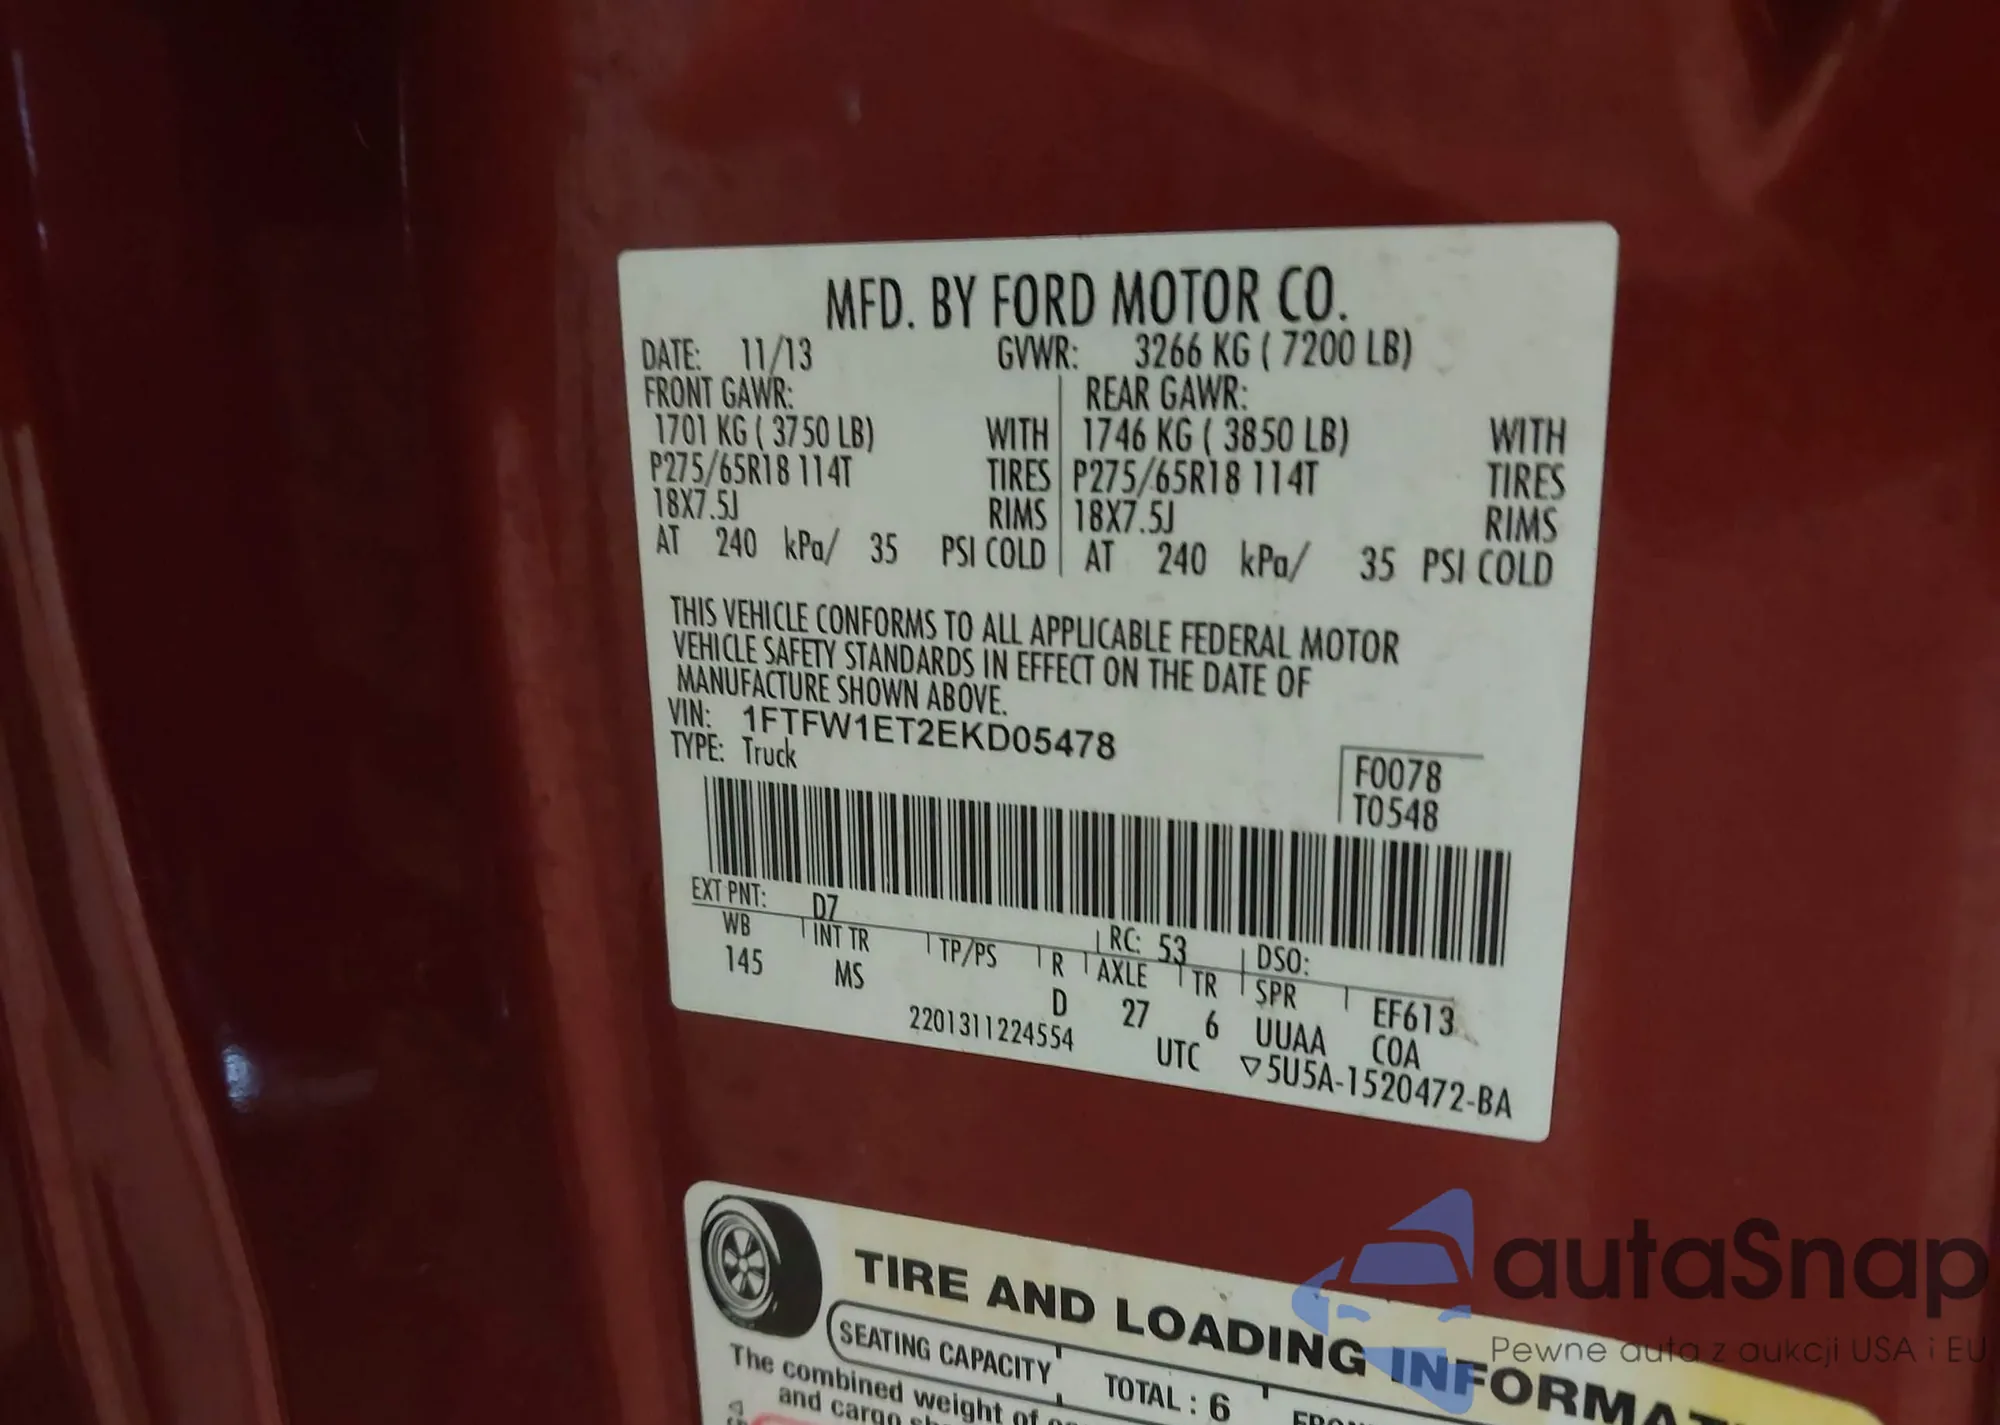 MFD. BY FORD MOTOR CO.
DATE: 11/13 GVWR: 3266 KG ( 7200 LB)
FRONT GAWR: REAR GAWR:
1701 KG ( 3750 LB) WITH 1746 KG ( 3850 LB) WITH
P275/65R18 114T TIRES P275/65R18 114T TIRES
18X7.5J RIMS 18X7.5J RIMS
AT 240 kPa/ 35 PSI COLD AT 240 kPa/ 35 PSI COLD
THIS VEHICLE CONFORMS TO ALL APPLICABLE FEDERAL MOTOR
VEHICLE SAFETY STANDARDS IN EFFECT ON THE DATE OF
MANUFACTURE SHOWN ABOVE.
VIN: 1FTFW1ET2EKD05478
TYPE: Truck
F0078
T0548
EXT PNT: D7 RC: 53 DSO:
WB INT TR TP/PS R AXLE TR SPR EF613
145 MS D 27 6 UUAA COA
2201311224554 UTC ▽5U5A-1520472-BA
TIRE AND LOADING INFORMAT
SEATING CAPACITY TOTAL : 6
The combined weight of
and cargo
autaSnap
Pewne auta z aukcji USA i EU